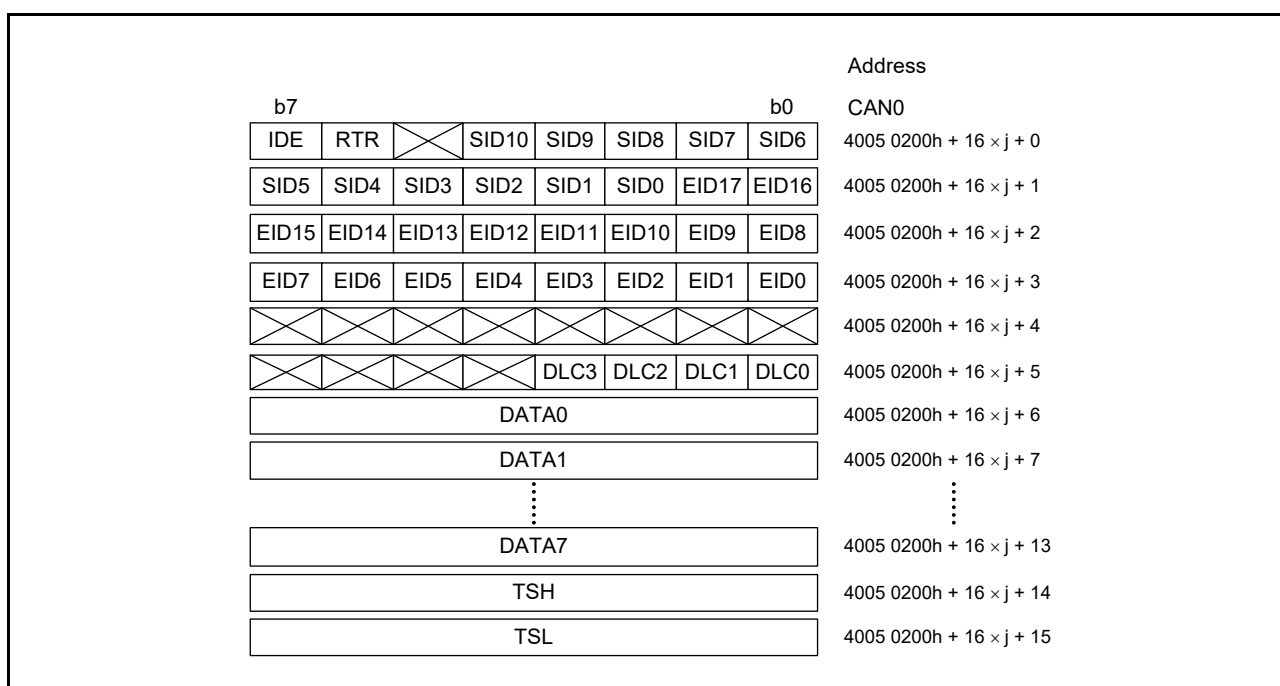 Address
b7 b0 CAN0
IDE RTR SID10 SID9 SID8 SID7 SID6 4005 0200h + 16 × j + 0
SID5 SID4 SID3 SID2 SID1 SID0 EID17 EID16 4005 0200h + 16 × j + 1
EID15 EID14 EID13 EID12 EID11 EID10 EID9 EID8 4005 0200h + 16 × j + 2
EID7 EID6 EID5 EID4 EID3 EID2 EID1 EID0 4005 0200h + 16 × j + 3
4005 0200h + 16 × j + 4
DLC3 DLC2 DLC1 DLC0 4005 0200h + 16 × j + 5
DATA0 4005 0200h + 16 × j + 6
DATA1 4005 0200h + 16 × j + 7
DATA7 4005 0200h + 16 × j + 13
TSH 4005 0200h + 16 × j + 14
TSL 4005 0200h + 16 × j + 15